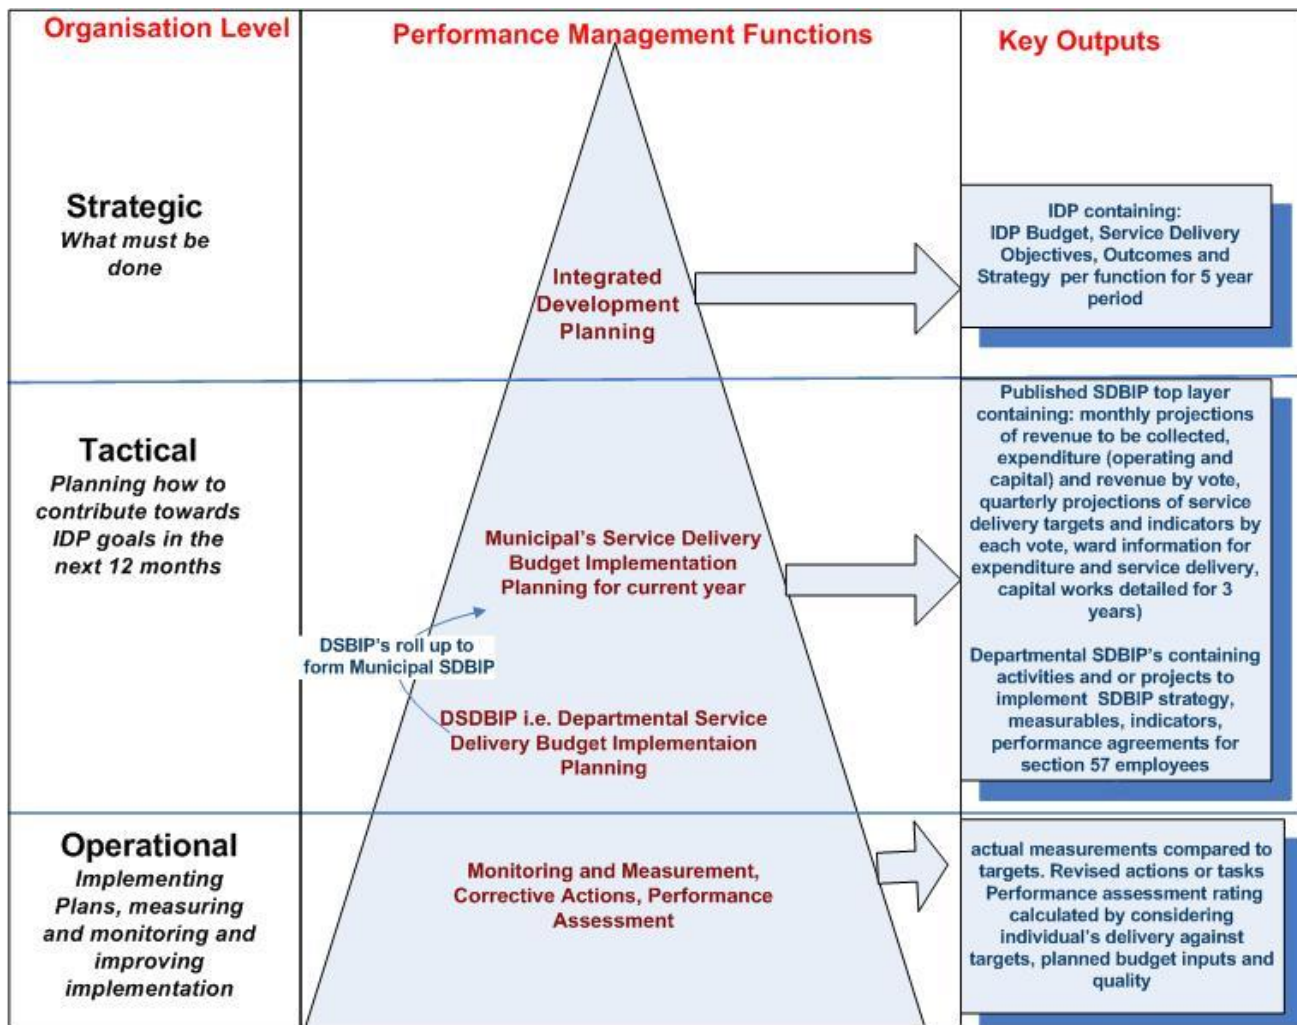 Organisation Level
Performance Management Functions
Key Outputs
Strategic
What must be
done
Integrated
Development
Planning
IDP containing:
IDP Budget, Service Delivery
Objectives, Outcomes and
Strategy per function for 5 year
period
Tactical
Planning how to
contribute towards
IDP goals in the
next 12 months
Municipal's Service Delivery
Budget Implementation
Planning for current year
DSBIP's roll up to
form Municipal SDBIP
DSDBIP i.e. Departmental Service
Delivery Budget Implementaion
Planning
Published SDBIP top layer
containing: monthly projections
of revenue to be collected,
expenditure (operating and
capital) and revenue by vote,
quarterly projections of service
delivery targets and indicators by
each vote, ward information for
expenditure and service delivery,
capital works detailed for 3
years)
Departmental SDBIP's containing
activities and or projects to
implement SDBIP strategy,
measurables, indicators,
performance agreements for
section 57 employees
Operational
Implementing
Plans, measuring
and monitoring and
improving
implementation
Monitoring and Measurement,
Corrective Actions, Performance
Assessment
actual measurements compared to
targets. Revised actions or tasks
Performance assessment rating
calculated by considering
individual's delivery against
targets, planned budget inputs and
quality